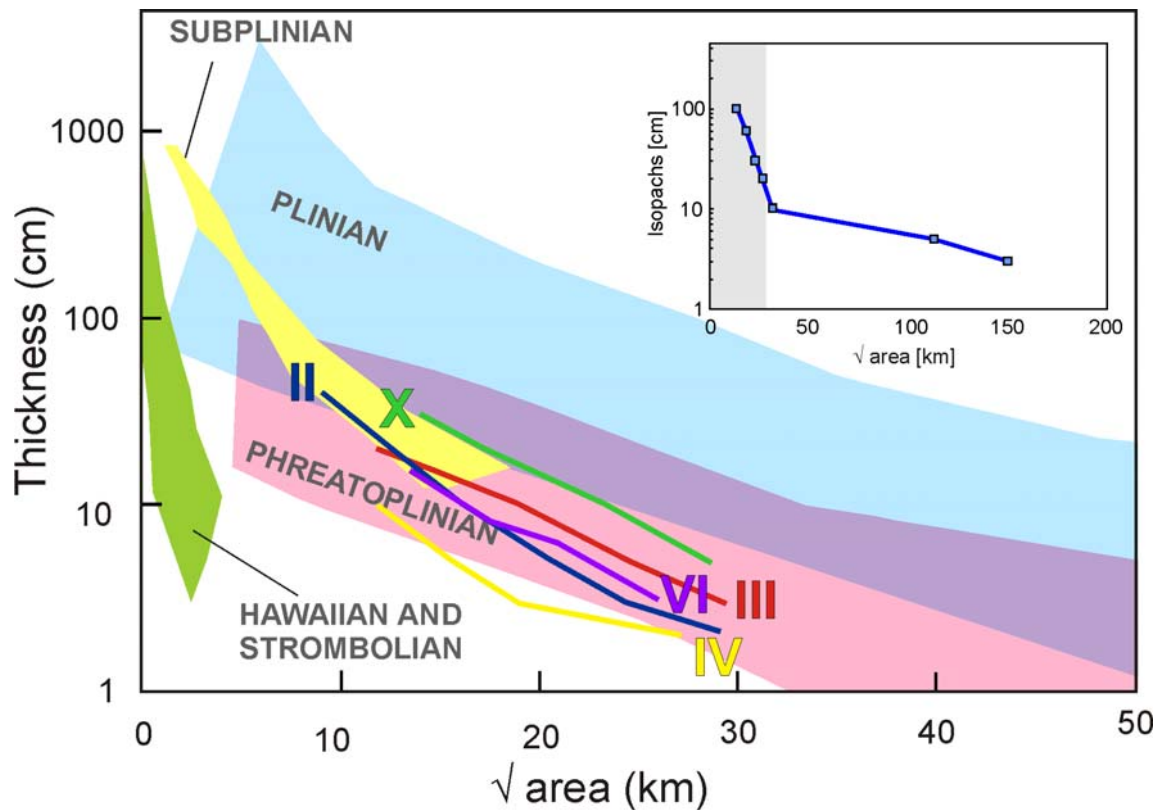 SUBPLINIAN
PLINIAN
PHREATOPLINIAN
HAWAIIAN AND
STROMBOLIAN
II
X
VI
III
IV
Thickness (cm)
1000
100
10
1
0
10
20
30
40
50
√ area (km)
Isopachs [cm]
100
10
1
0
50
100
150
200
√ area [km]